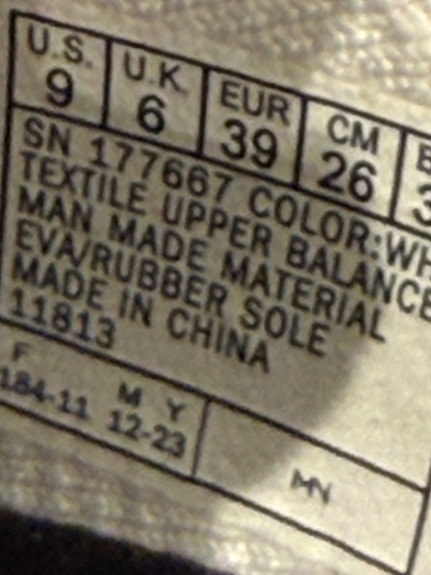 U.S. U.K. EUR CM
9 6 39 26 3
SN 177667 COLOR:WH
TEXTILE UPPER BALANCE
MAN MADE MATERIAL
EVA/RUBBER SOLE
MADE IN CHINA
11813
F M Y
184-11 12-23
MN